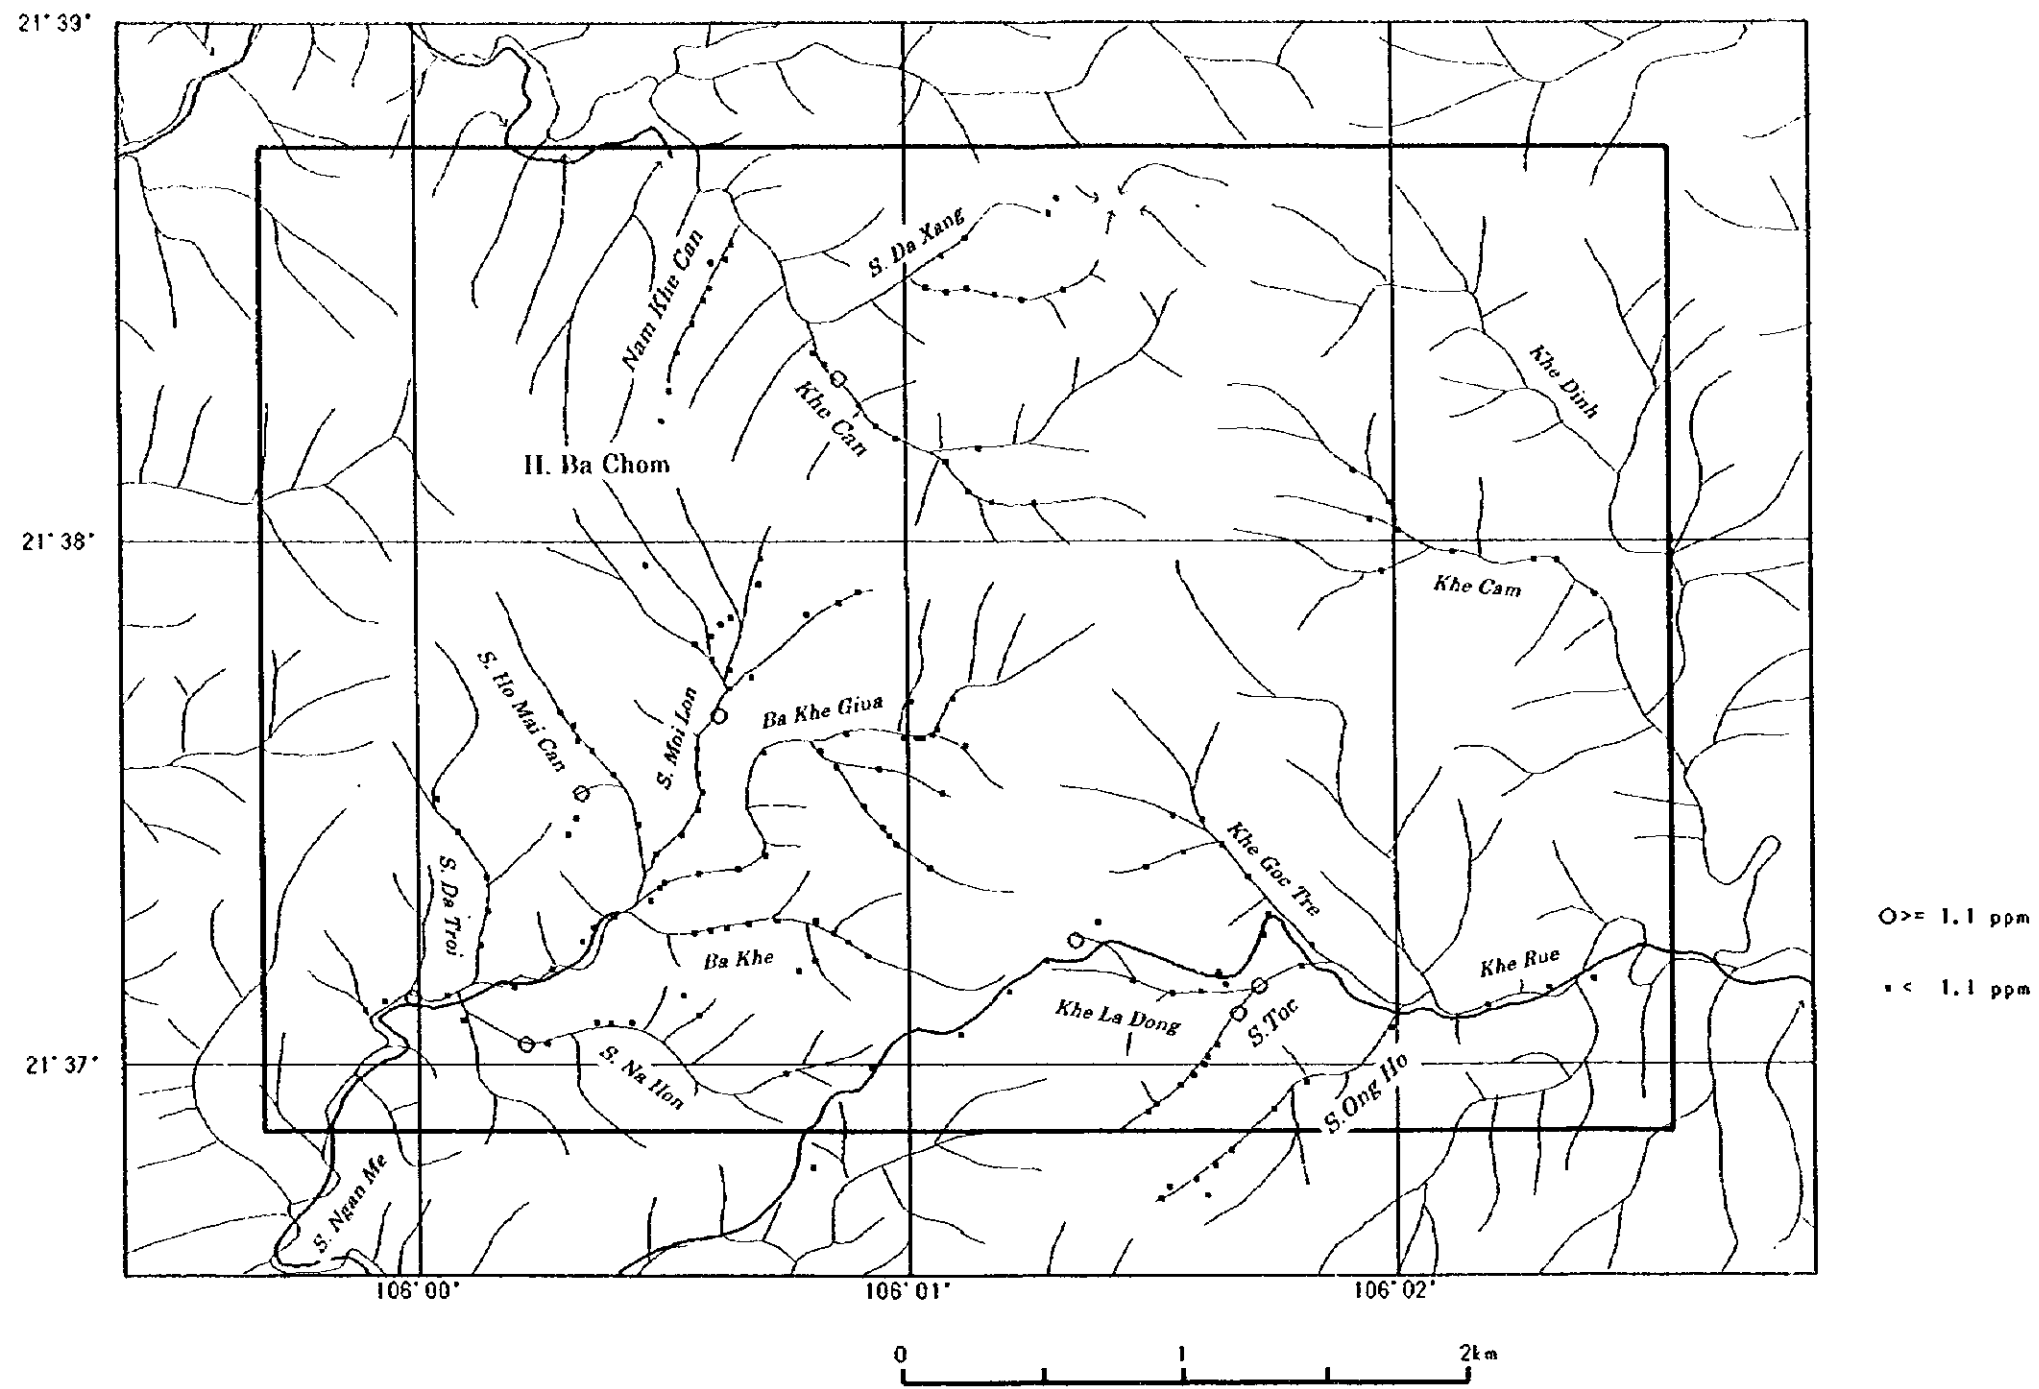 21°39'
S. Da Xang
Nam Khe Can
Khe Can
Khe Dinh
II. Ba Chom
21°38'
Khe Cam
S. Ho Mai Can
S. Moi Lon
Ba Khe Giua
S. Da Troi
Khe Goc Tre
○>= 1.1 ppm
Ba Khe
Khe Rue
▪< 1.1 ppm
Khe La Dong
S.Toc
21°37'
S. Na Hon
S.Ong Ho
S. Ngan Me
106°00' 106°01' 106°02'
0 1 2km